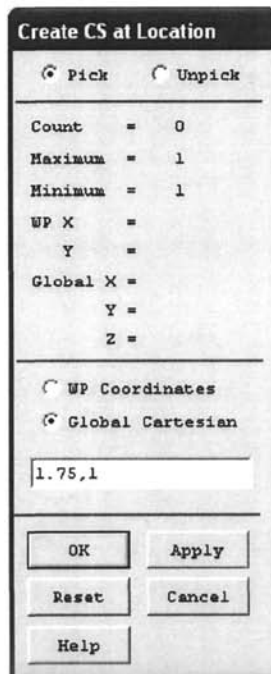 Create CS at Location
Pick Unpick
Count = 0
Maximum = 1
Minimum = 1
WP X =
Y =
Global X =
Y =
Z =
WP Coordinates
Global Cartesian
1.75,1
OK Apply
Reset Cancel
Help